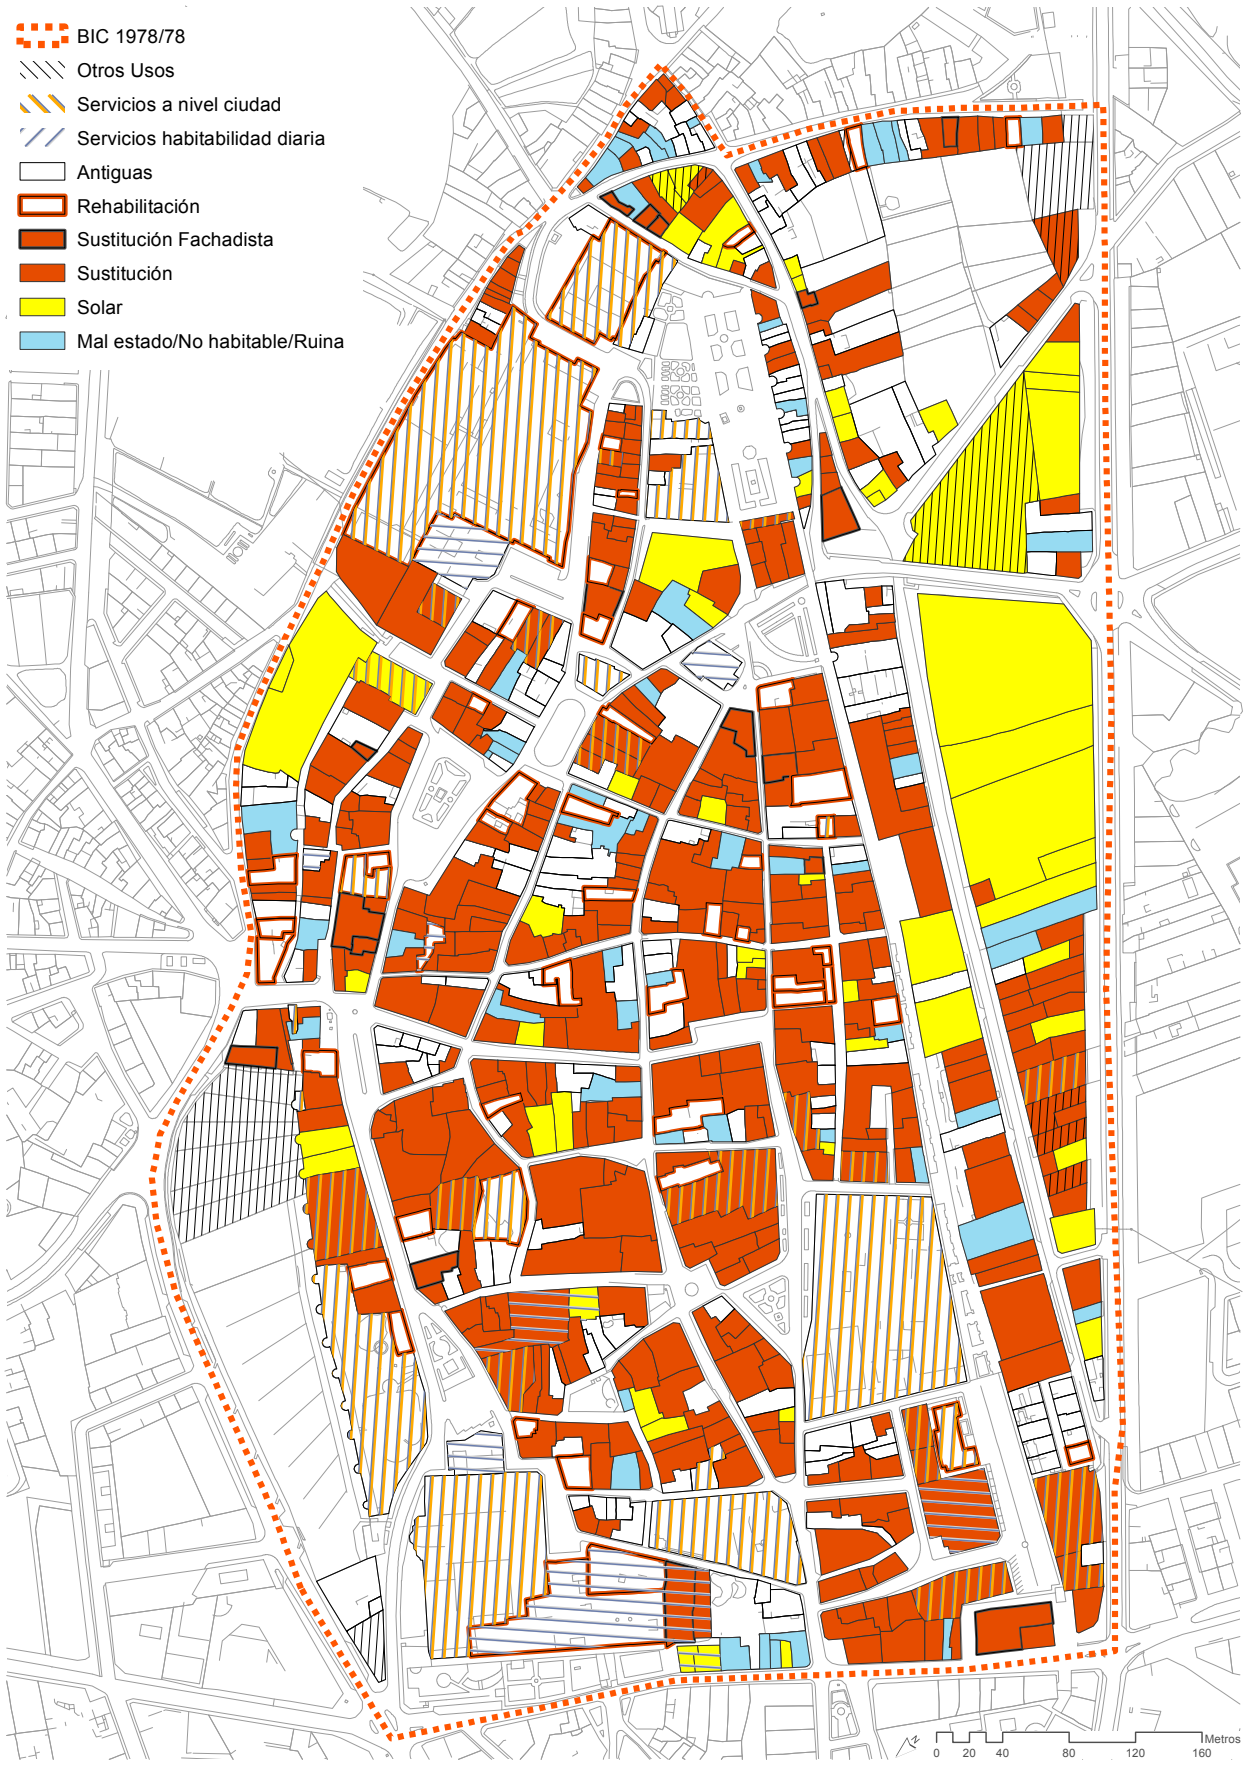 BIC 1978/78
Otros Usos
Servicios a nivel ciudad
Servicios habitabilidad diaria
Antiguas
Rehabilitación
Sustitución Fachadista
Sustitución
Solar
Mal estado/No habitable/Ruina
Metros
0 20 40 80 120 160